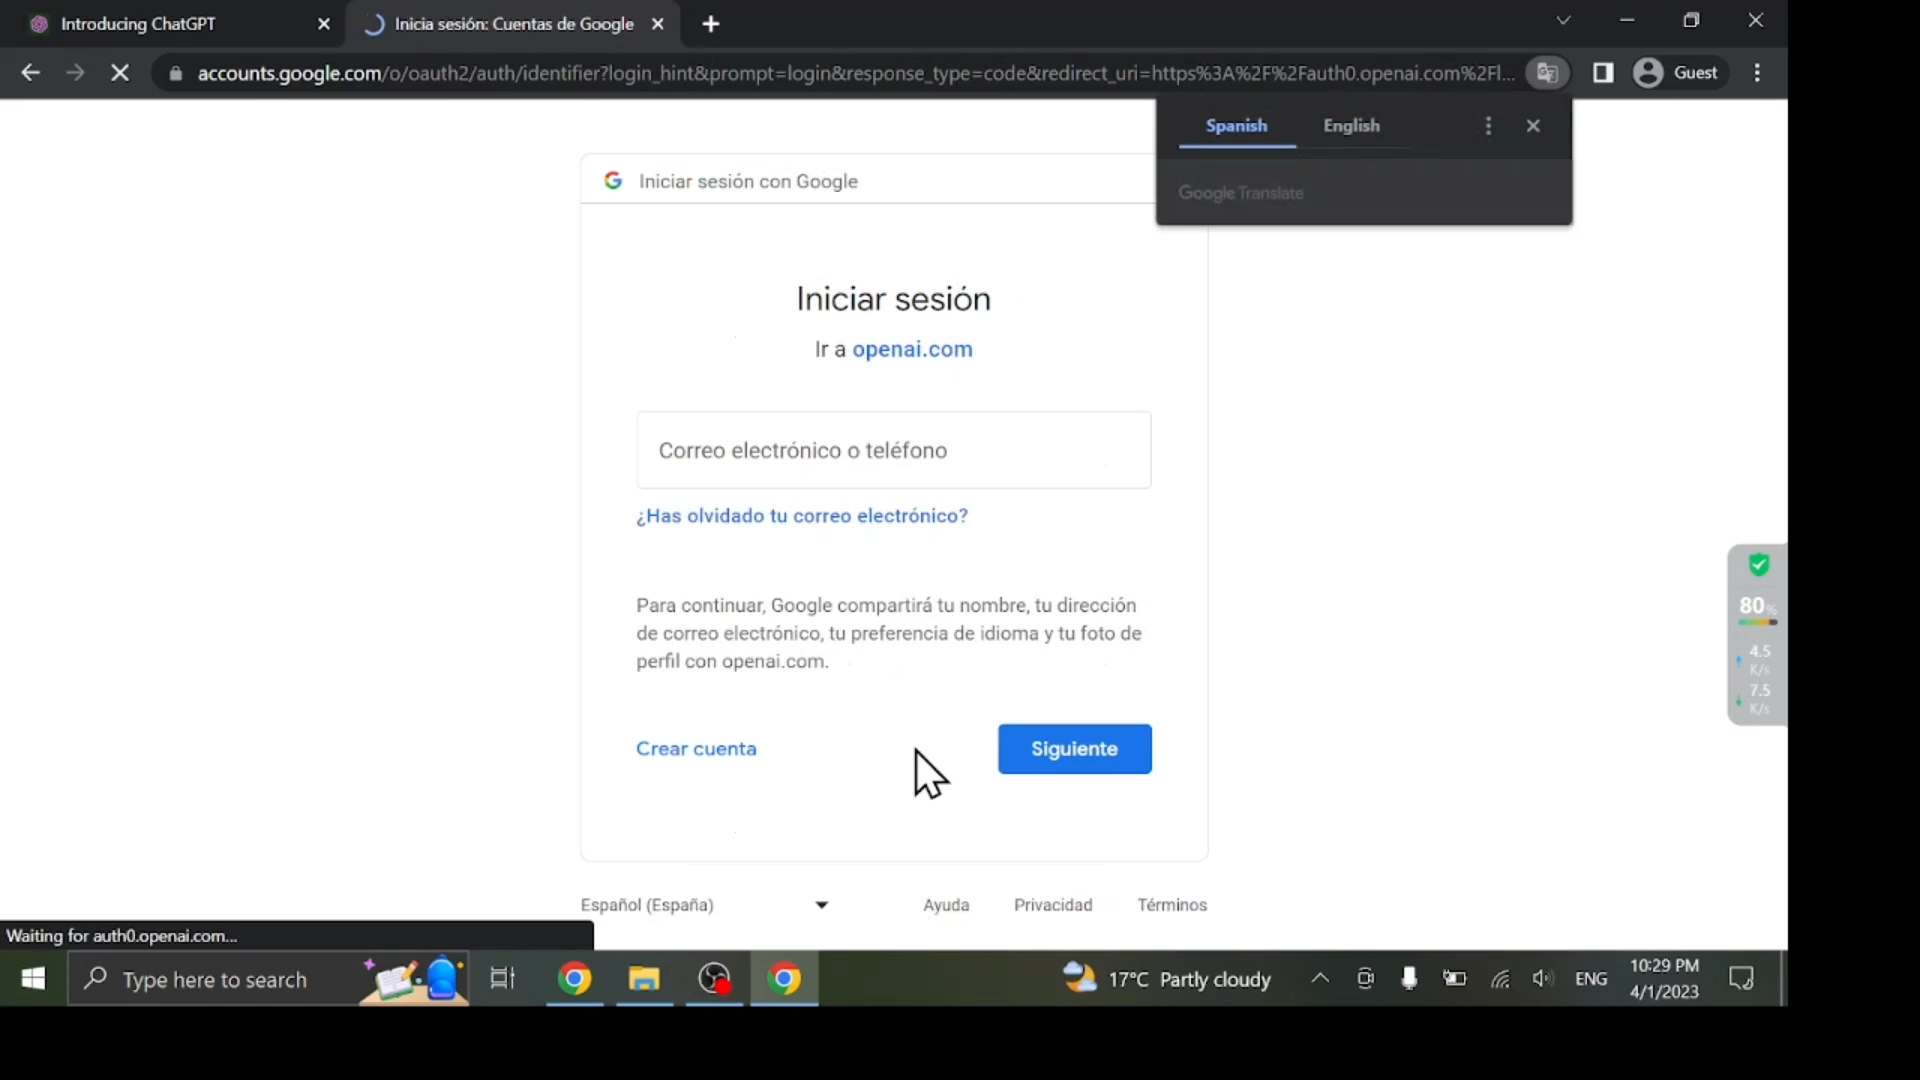 Introducing ChatGPT
Inicia sesión: Cuentas de Google
accounts.google.com/o/oauth2/auth/identifier?login_hint&prompt=login&response_type=code&redirect_uri=https%3A%2F%2Fauth0.openai.com%2Fl...
Guest
Spanish English
Google Translate
Iniciar sesión con Google
Iniciar sesión
Ir a openai.com
Correo electrónico o teléfono
¿Has olvidado tu correo electrónico?
Para continuar, Google compartirá tu nombre, tu dirección
de correo electrónico, tu preferencia de idioma y tu foto de
perfil con openai.com.
Crear cuenta
Siguiente
80%
4.5
K/s
7.5
K/s
Español (España)
Ayuda Privacidad Términos
Waiting for auth0.openai.com...
Type here to search
17°C Partly cloudy
ENG
10:29 PM
4/1/2023